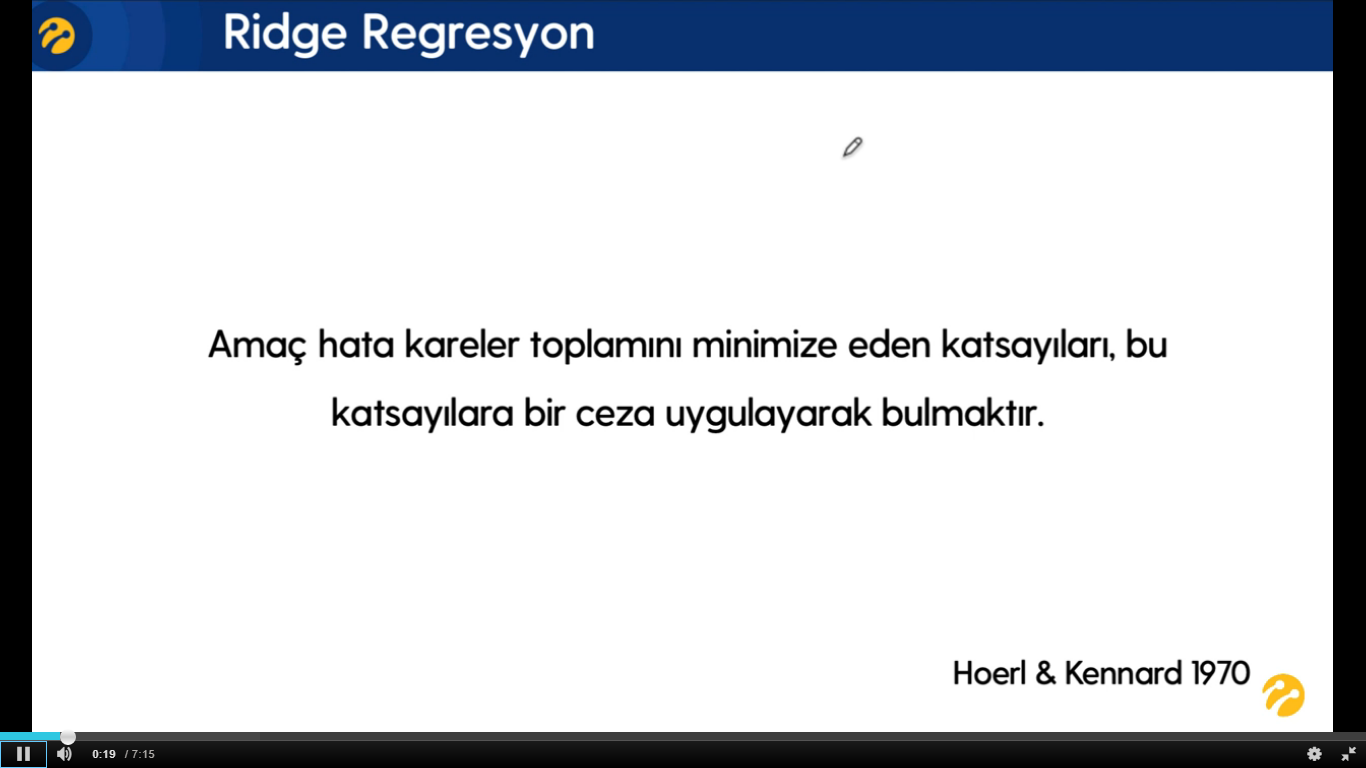 Ridge Regresyon
Amaç hata kareler toplamını minimize eden katsayıları, bu
katsayılara bir ceza uygulayarak bulmaktır.
Hoerl & Kennard 1970
0:19 / 7:15